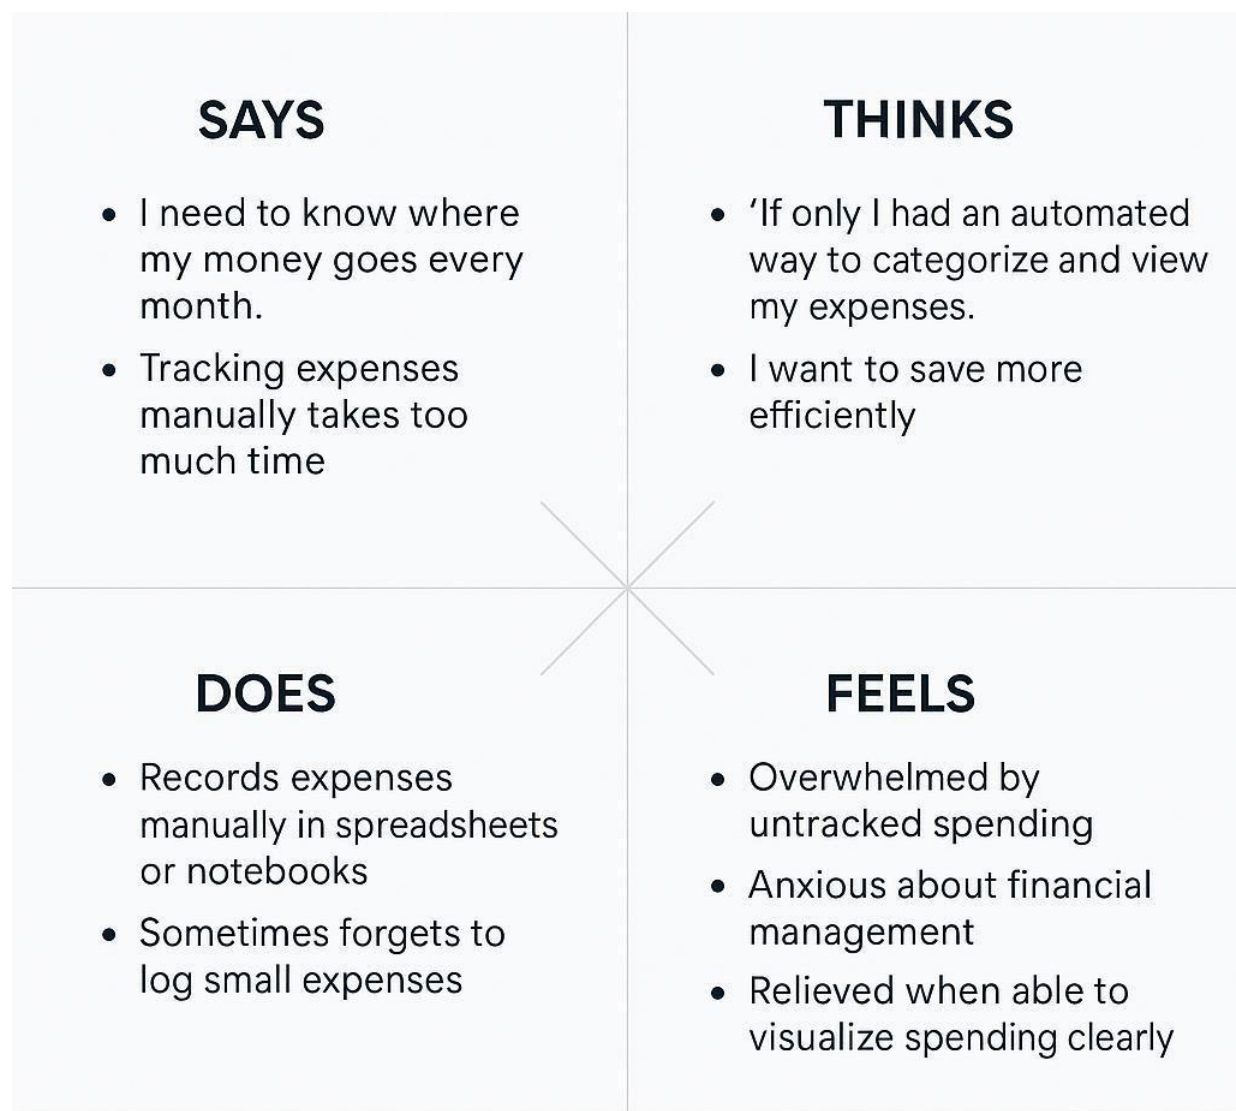 SAYS
• I need to know where
my money goes every
month.
• Tracking expenses
manually takes too
much time
THINKS
• ‘If only I had an automated
way to categorize and view
my expenses.
• I want to save more
efficiently
DOES
• Records expenses
manually in spreadsheets
or notebooks
• Sometimes forgets to
log small expenses
FEELS
• Overwhelmed by
untracked spending
• Anxious about financial
management
• Relieved when able to
visualize spending clearly